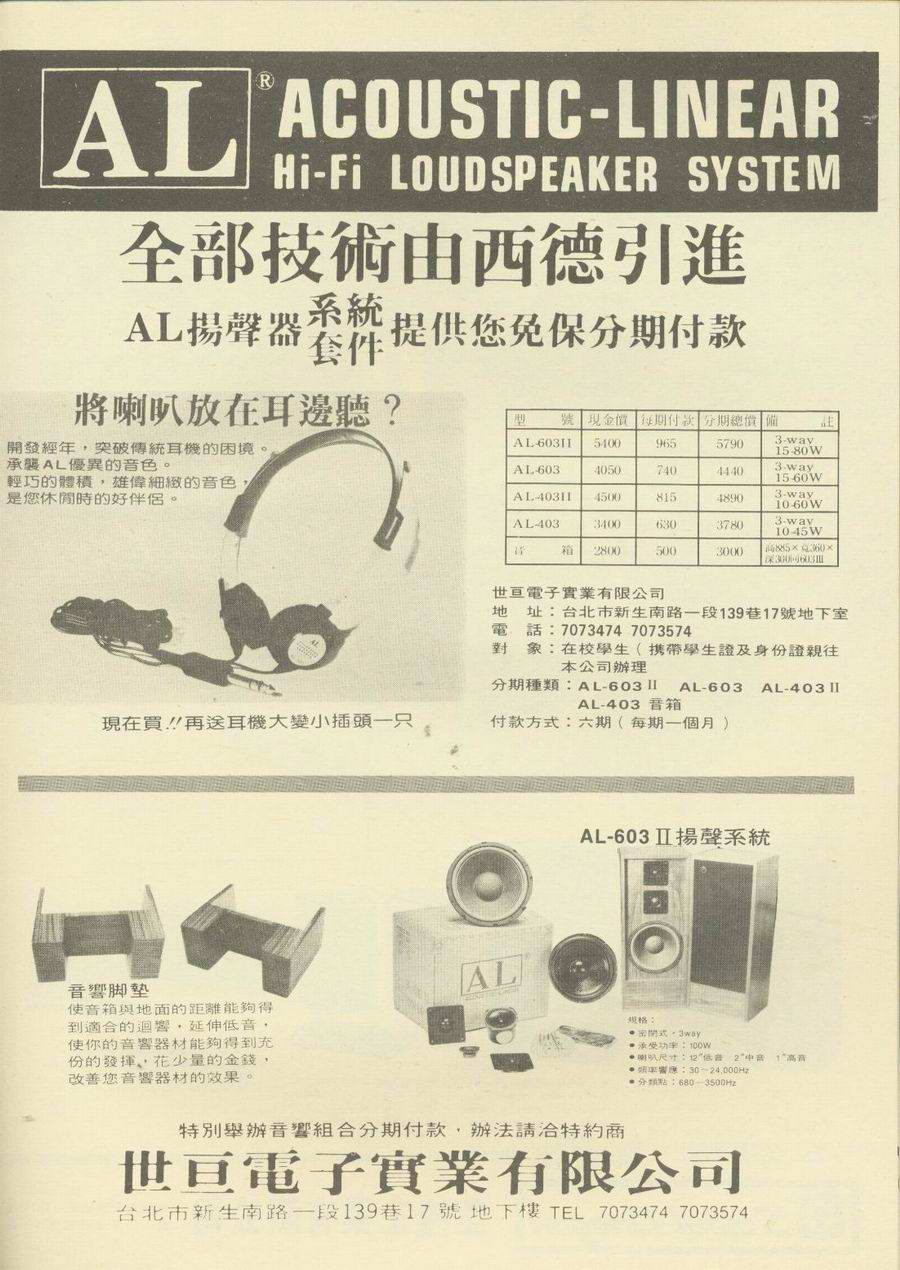 AL® ACOUSTIC-LINEAR
Hi-Fi LOUDSPEAKER SYSTEM
全部技術由西德引進
AL揚聲器系統套件提供您免保分期付款
將喇叭放在耳邊聽？
開發經年，突破傳統耳機的困境。
承襲AL優異的音色。
輕巧的體積，雄偉細緻的音色，
是您休閒時的好伴侶。
AL
現在買!!再送耳機大變小插頭一只
型號 現金價 每期付款 分期總價 備註
AL-603II 5400 965 5790 3-way 15-80W
AL-603 4050 740 4440 3-way 15-60W
AL-403II 4500 815 4890 3-way 10-60W
AL-403 3400 630 3780 3-way 10-45W
音箱 2800 500 3000 高885×寬360×深300同603II
世亘電子實業有限公司
地　址：台北市新生南路一段139巷17號地下室
電　話：7073474 7073574
對　象：在校學生（攜帶學生證及身份證親往
本公司辦理
分期種類：AL-603Ⅱ AL-603 AL-403Ⅱ
AL-403 音箱
付款方式：六期（每期一個月）
AL-603Ⅱ揚聲系統
AL
音響脚墊
使音箱與地面的距離能夠得
到適合的迴響，延伸低音，
使你的音響器材能夠得到充
份的發揮，花少量的金錢，
改善您音響器材的效果。
規格：
●密閉式，3way
●承受功率：100W
●喇叭尺寸：12"低音 2"中音 1"高音
●頻率響應：30－24,000Hz
●分頻點：680－3500Hz
特別舉辦音響組合分期付款，辦法請洽特約商
世亘電子實業有限公司
台北市新生南路一段139巷17號地下樓 TEL 7073474 7073574